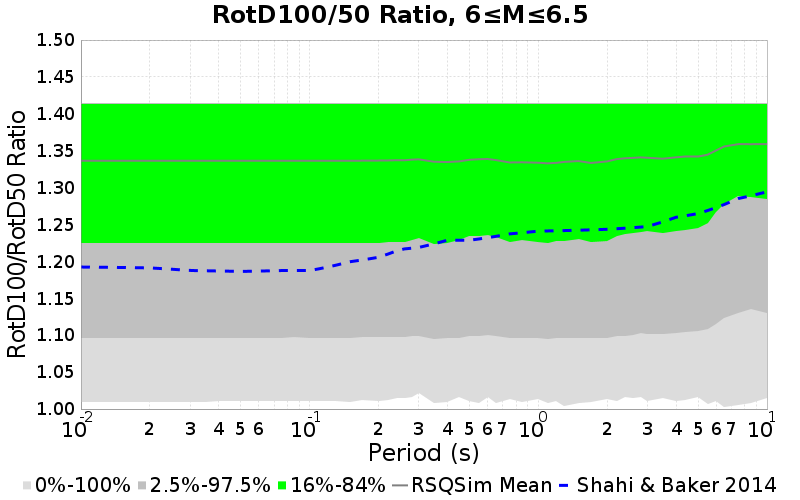 RotD100/50 Ratio, 6≤M≤6.5
RotD100/RotD50 Ratio
1.50
1.45
1.40
1.35
1.30
1.25
1.20
1.15
1.10
1.05
1.00
10^-2 2 3 4 5 6 10^-1 2 3 4 5 6 7 10^0 2 3 4 5 6 7 10^1
Period (s)
0%-100% 2.5%-97.5% 16%-84% RSQSim Mean Shahi & Baker 2014